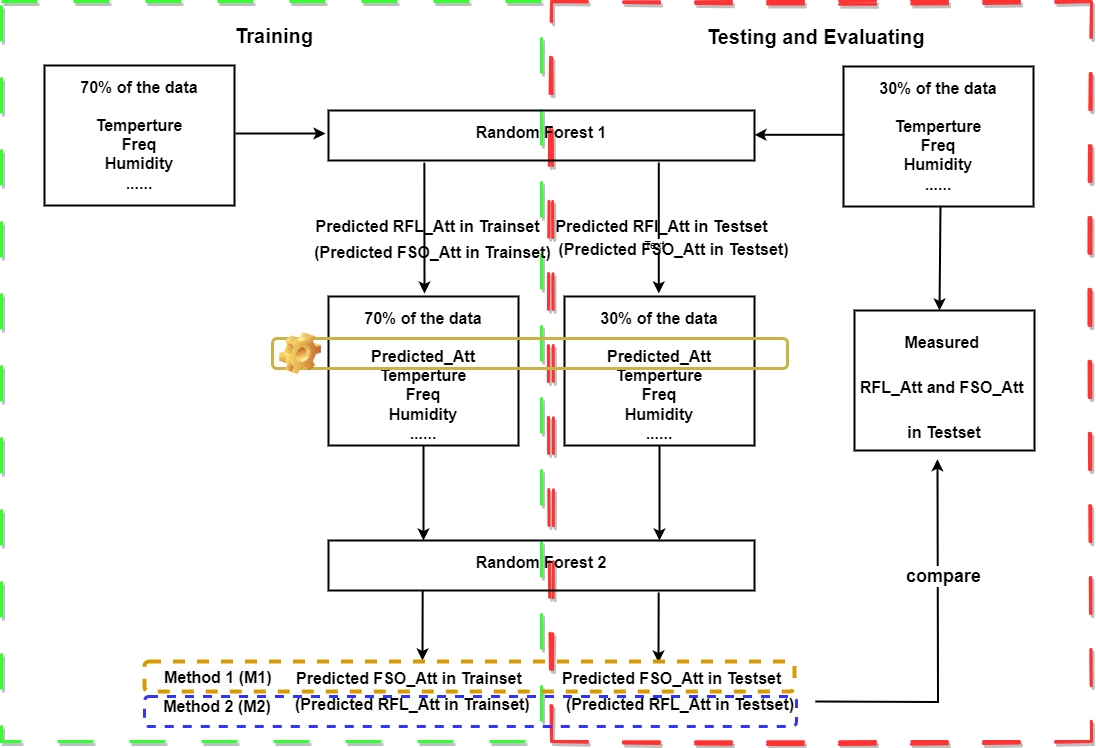 Training
Testing and Evaluating
70% of the data
Temperture
Freq
Humidity
......
Random Forest 1
30% of the data
Temperture
Freq
Humidity
......
Predicted RFL_Att in Trainset
(Predicted FSO_Att in Trainset)
Predicted RFL_Att in Testset
Text
(Predicted FSO_Att in Testset)
70% of the data
Predicted_Att
Temperture
Freq
Humidity
......
30% of the data
Predicted_Att
Temperture
Freq
Humidity
......
Measured
RFL_Att and FSO_Att
in Testset
Random Forest 2
compare
Method 1 (M1)
Predicted FSO_Att in Trainset
Predicted FSO_Att in Testset
Method 2 (M2)
(Predicted RFL_Att in Trainset)
(Predicted RFL_Att in Testset)